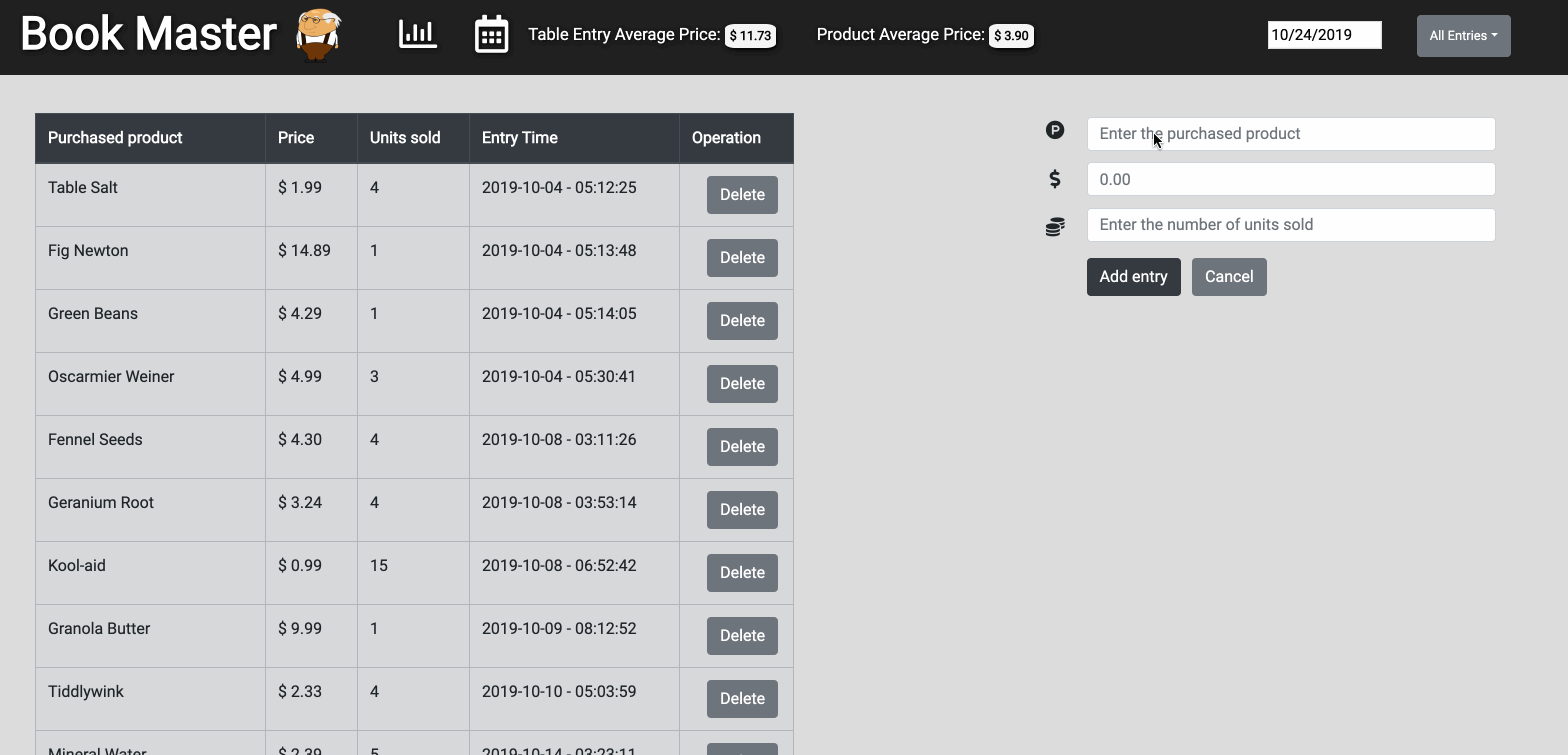 Book Master Table Entry Average Price: $ 11.73 Product Average Price: $ 3.90 10/24/2019 All Entries
Purchased product Price Units sold Entry Time Operation
Table Salt $ 1.99 4 2019-10-04 - 05:12:25 Delete
Fig Newton $ 14.89 1 2019-10-04 - 05:13:48 Delete
Green Beans $ 4.29 1 2019-10-04 - 05:14:05 Delete
Oscarmier Weiner $ 4.99 3 2019-10-04 - 05:30:41 Delete
Fennel Seeds $ 4.30 4 2019-10-08 - 03:11:26 Delete
Geranium Root $ 3.24 4 2019-10-08 - 03:53:14 Delete
Kool-aid $ 0.99 15 2019-10-08 - 06:52:42 Delete
Granola Butter $ 9.99 1 2019-10-09 - 08:12:52 Delete
Tiddlywink $ 2.33 4 2019-10-10 - 05:03:59 Delete
Mineral Water $ 2.39 5 2019-10-14 - 03:23:11
P Enter the purchased product
$ 0.00
Enter the number of units sold
Add entry Cancel